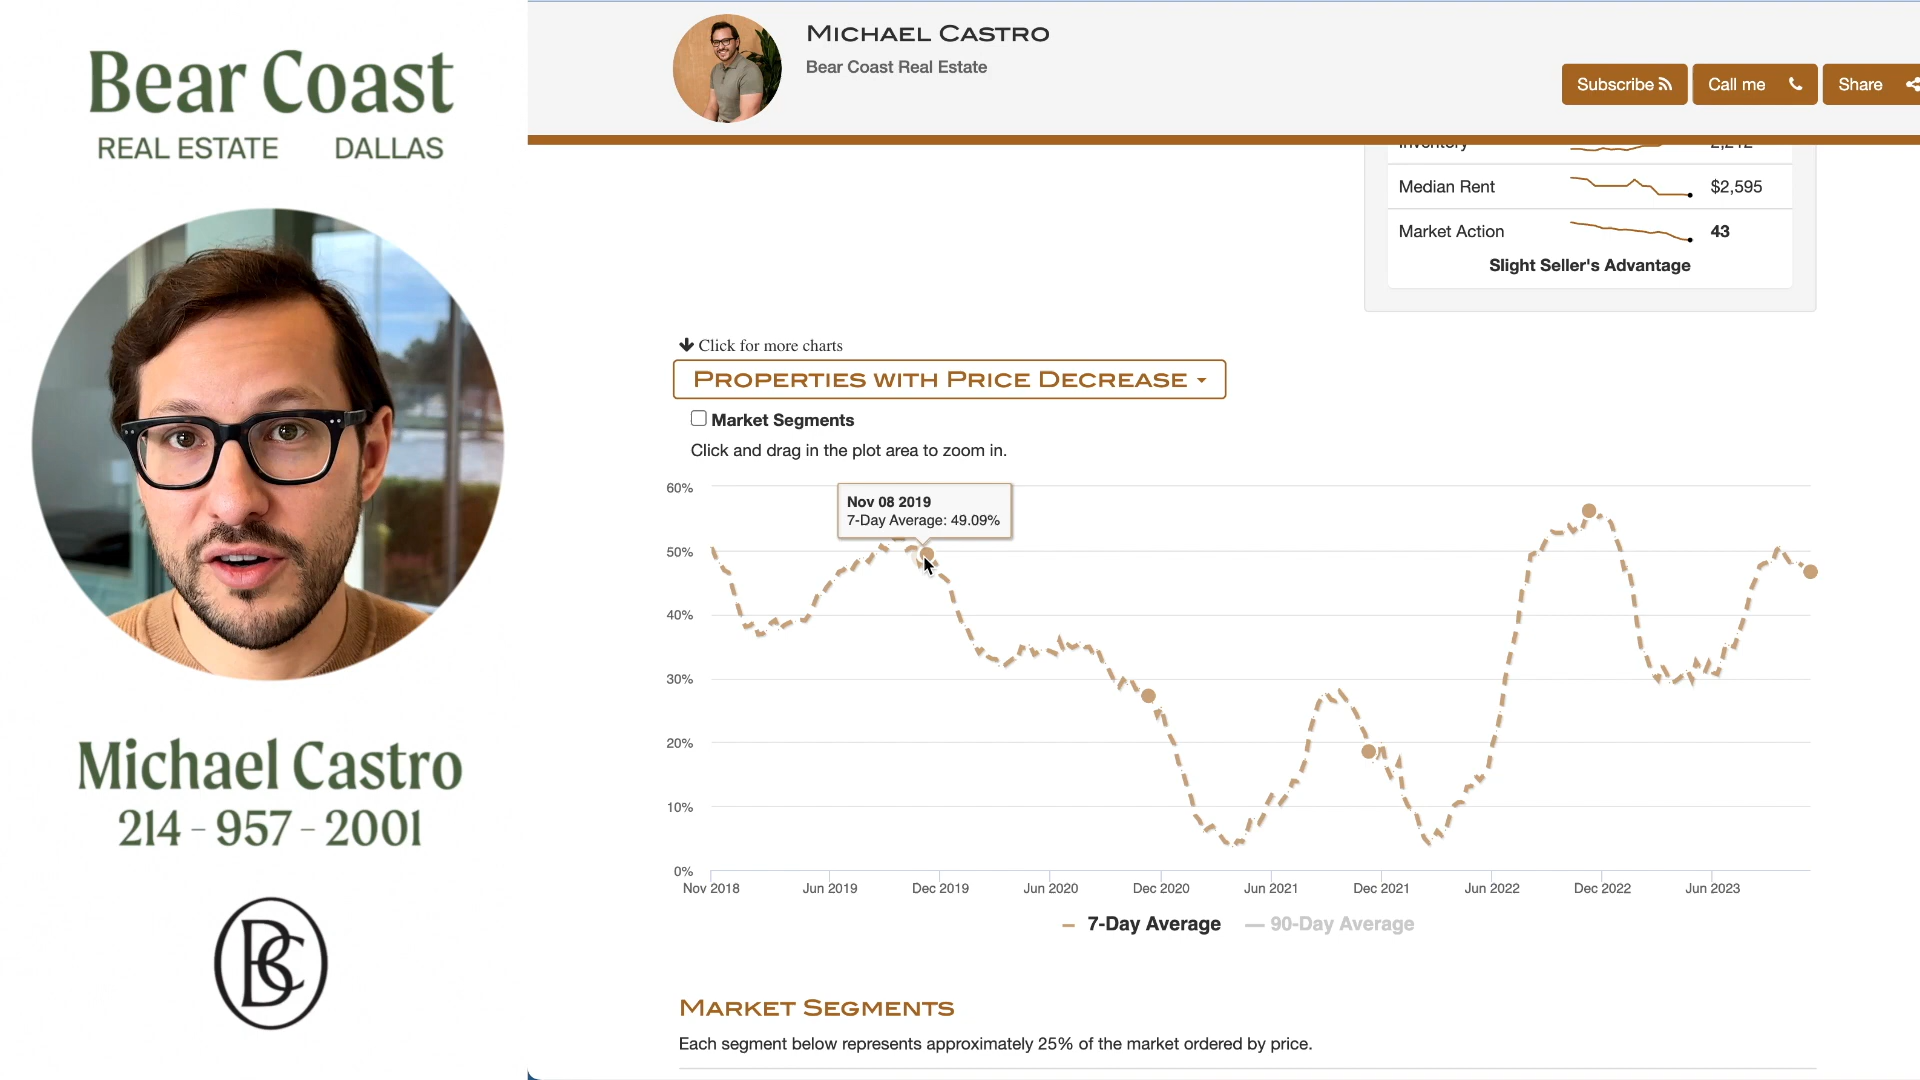 Bear Coast
REAL ESTATE DALLAS
Michael Castro
214 - 957 - 2001
BC
MICHAEL CASTRO
Bear Coast Real Estate
Subscribe
Call me
Share
Inventory 2,212
Median Rent $2,595
Market Action 43
Slight Seller's Advantage
Click for more charts
PROPERTIES WITH PRICE DECREASE
Market Segments
Click and drag in the plot area to zoom in.
Nov 08 2019
7-Day Average: 49.09%
60%
50%
40%
30%
20%
10%
0%
Nov 2018 Jun 2019 Dec 2019 Jun 2020 Dec 2020 Jun 2021 Dec 2021 Jun 2022 Dec 2022 Jun 2023
7-Day Average 90-Day Average
MARKET SEGMENTS
Each segment below represents approximately 25% of the market ordered by price.